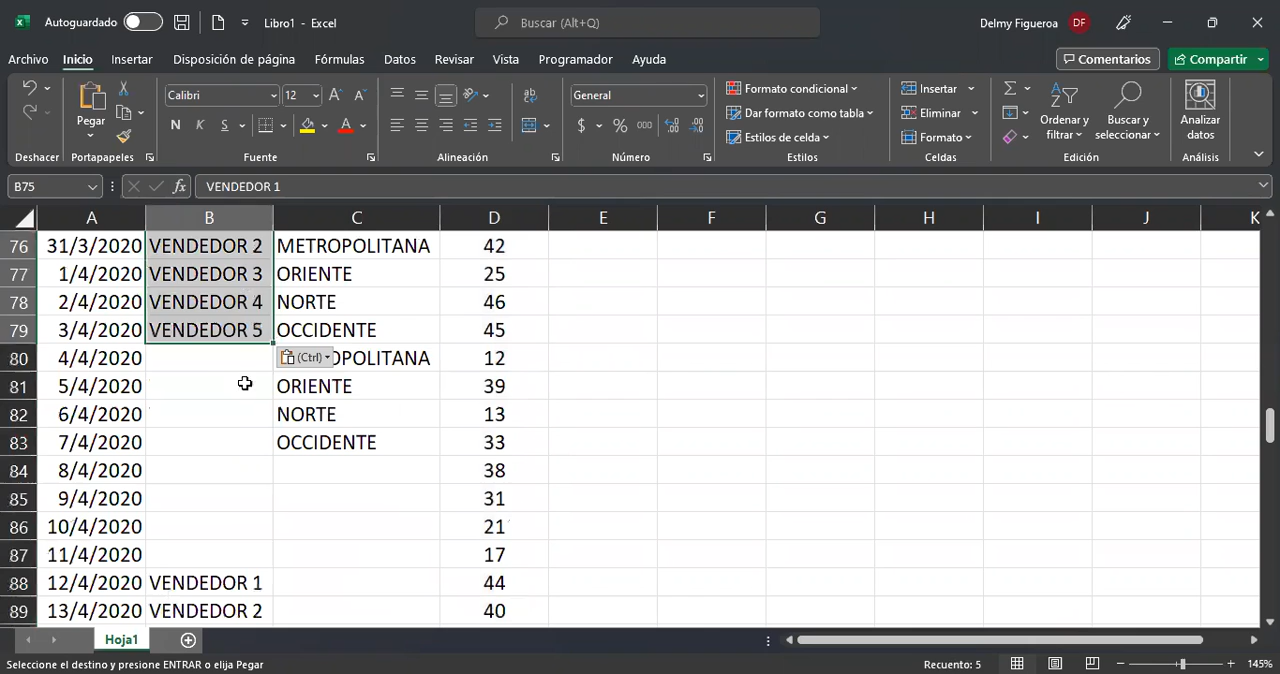 Autoguardado Libro1 - Excel Buscar (Alt+Q) Delmy Figueroa DF
Archivo Inicio Insertar Disposición de página Fórmulas Datos Revisar Vista Programador Ayuda Comentarios Compartir
Pegar Calibri 12 General Formato condicional Insertar
N K S $ % 000 Dar formato como tabla Eliminar Ordenar y filtrar Buscar y seleccionar Analizar datos
Estilos de celda Formato
Deshacer Portapapeles Fuente Alineación Número Estilos Celdas Edición Análisis
B75 fx VENDEDOR 1
A B C D E F G H I J K
76 31/3/2020 VENDEDOR 2 METROPOLITANA 42
77 1/4/2020 VENDEDOR 3 ORIENTE 25
78 2/4/2020 VENDEDOR 4 NORTE 46
79 3/4/2020 VENDEDOR 5 OCCIDENTE 45
80 4/4/2020 (Ctrl) OPOLITANA 12
81 5/4/2020 ORIENTE 39
82 6/4/2020 NORTE 13
83 7/4/2020 OCCIDENTE 33
84 8/4/2020 38
85 9/4/2020 31
86 10/4/2020 21
87 11/4/2020 17
88 12/4/2020 VENDEDOR 1 44
89 13/4/2020 VENDEDOR 2 40
Hoja1
Seleccione el destino y presione ENTRAR o elija Pegar Recuento: 5 145%